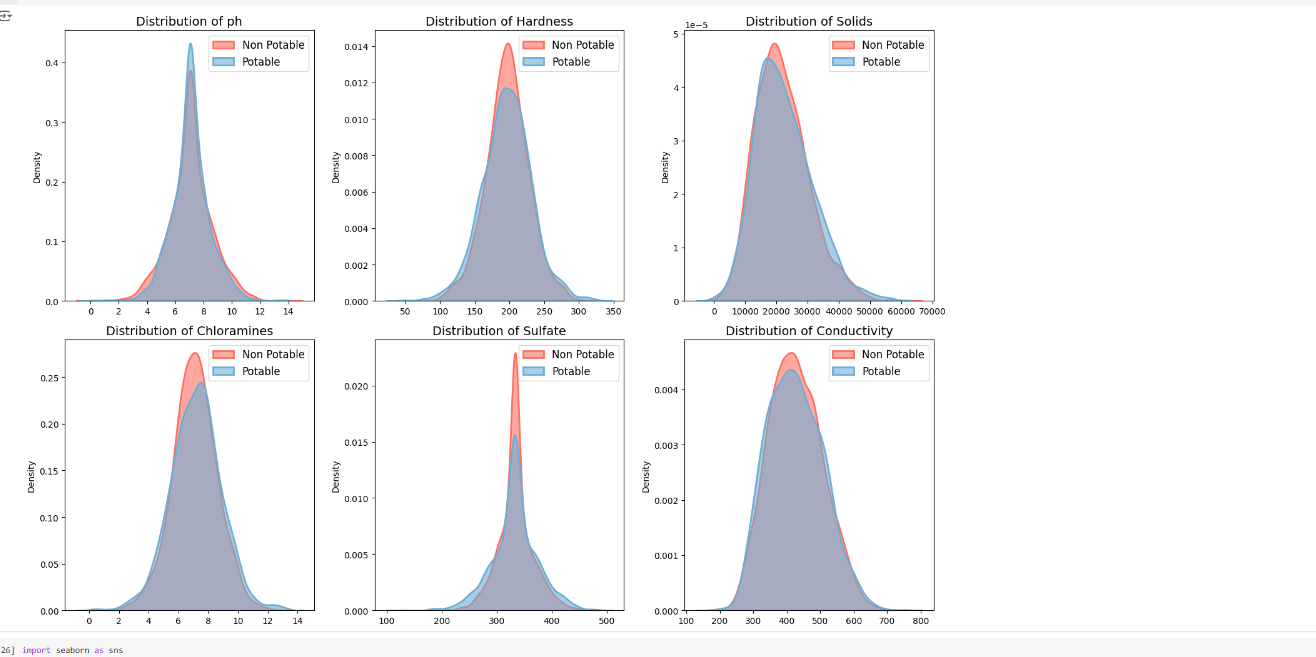 Distribution of ph
Non Potable
Potable
Density
0.4
0.3
0.2
0.1
0.0
0 2 4 6 8 10 12 14
Distribution of Hardness
Non Potable
Potable
Density
0.014
0.012
0.010
0.008
0.006
0.004
0.002
0.000
50 100 150 200 250 300 350
Distribution of Solids
1e−5
Non Potable
Potable
Density
5
4
3
2
1
0
0 10000 20000 30000 40000 50000 60000 70000
Distribution of Chloramines
Non Potable
Potable
Density
0.25
0.20
0.15
0.10
0.05
0.00
0 2 4 6 8 10 12 14
Distribution of Sulfate
Non Potable
Potable
Density
0.020
0.015
0.010
0.005
0.000
100 200 300 400 500
Distribution of Conductivity
Non Potable
Potable
Density
0.004
0.003
0.002
0.001
0.000
100 200 300 400 500 600 700 800
26] import seaborn as sns